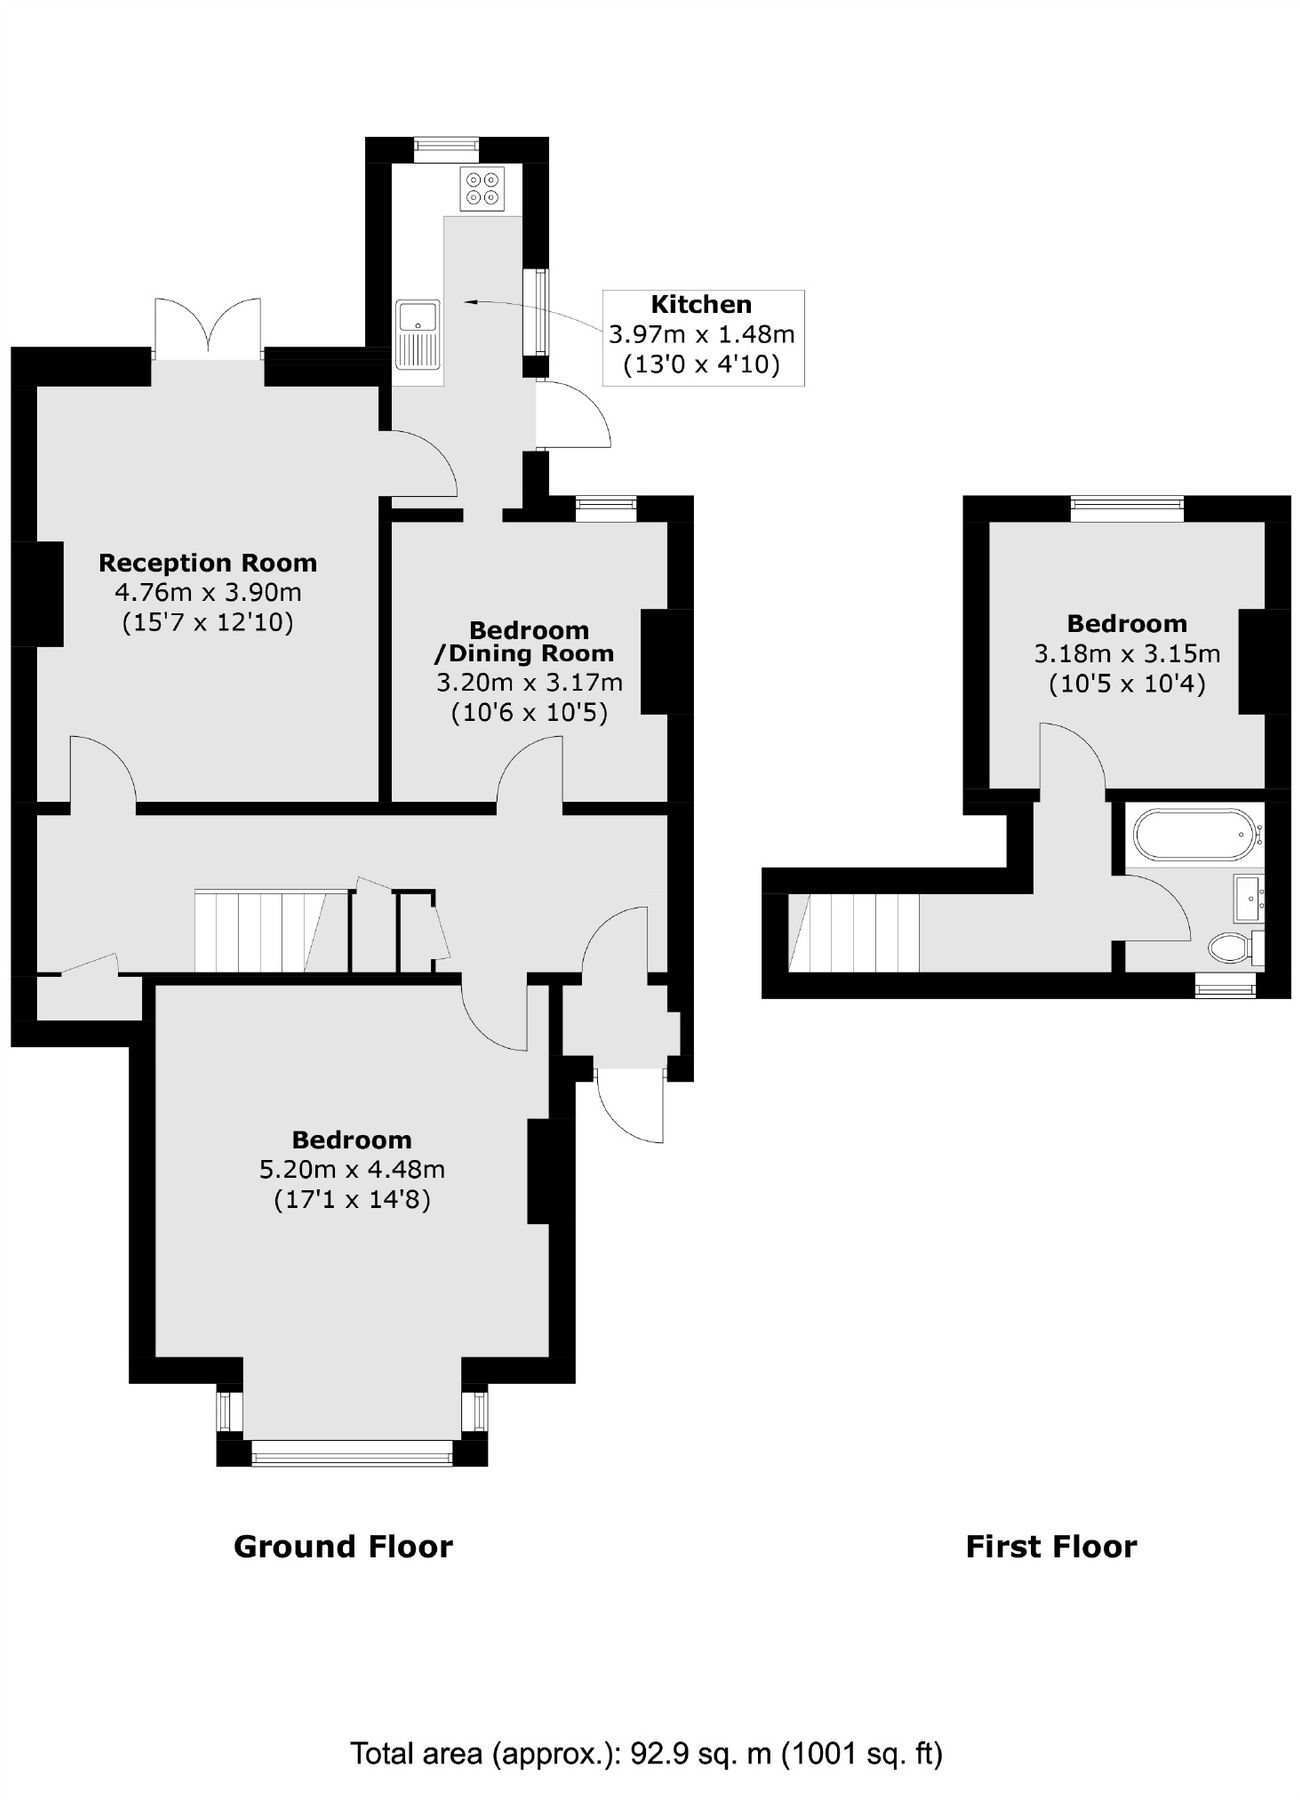 Kitchen
3.97m x 1.48m
(13'0 x 4'10)
Reception Room
4.76m x 3.90m
(15'7 x 12'10)
Bedroom
/Dining Room
3.20m x 3.17m
(10'6 x 10'5)
Bedroom
3.18m x 3.15m
(10'5 x 10'4)
Bedroom
5.20m x 4.48m
(17'1 x 14'8)
Ground Floor
First Floor
Total area (approx.): 92.9 sq. m (1001 sq. ft)